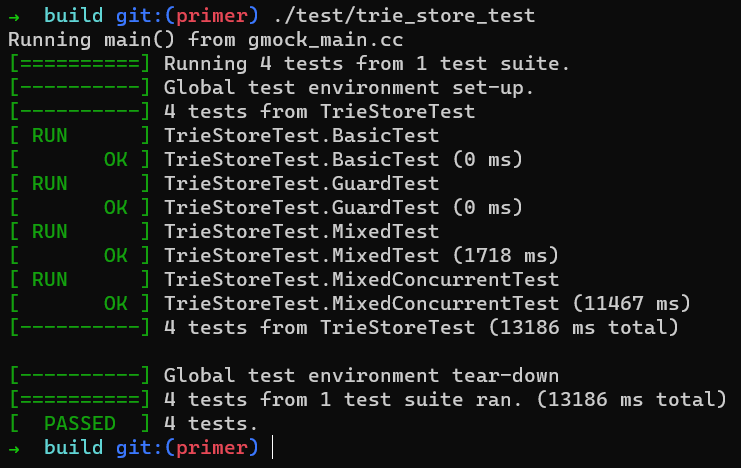 →  build git:(primer) ./test/trie_store_test
Running main() from gmock_main.cc
[==========] Running 4 tests from 1 test suite.
[----------] Global test environment set-up.
[----------] 4 tests from TrieStoreTest
[ RUN      ] TrieStoreTest.BasicTest
[       OK ] TrieStoreTest.BasicTest (0 ms)
[ RUN      ] TrieStoreTest.GuardTest
[       OK ] TrieStoreTest.GuardTest (0 ms)
[ RUN      ] TrieStoreTest.MixedTest
[       OK ] TrieStoreTest.MixedTest (1718 ms)
[ RUN      ] TrieStoreTest.MixedConcurrentTest
[       OK ] TrieStoreTest.MixedConcurrentTest (11467 ms)
[----------] 4 tests from TrieStoreTest (13186 ms total)
[----------] Global test environment tear-down
[==========] 4 tests from 1 test suite ran. (13186 ms total)
[  PASSED  ] 4 tests.
→  build git:(primer)